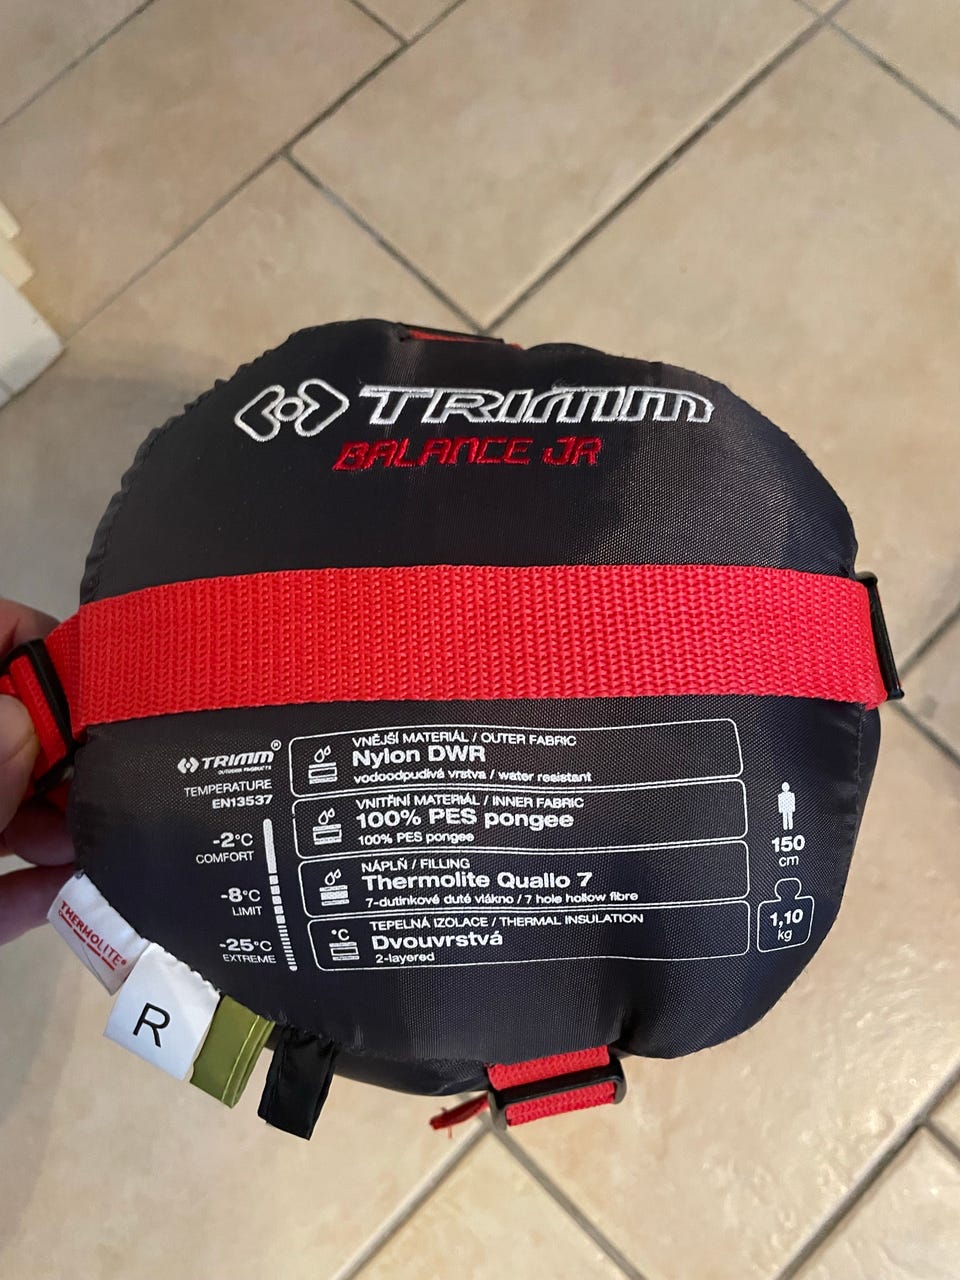 TRIMM
BALANCE JR
TRIMM®
OUTDOOR PRODUCTS
TEMPERATURE
EN13537
-2°C
COMFORT
-8°C
LIMIT
-25°C
EXTREME
VNĚJŠÍ MATERIÁL / OUTER FABRIC
Nylon DWR
vodoodpudivá vrstva / water resistant
VNITŘNÍ MATERIÁL / INNER FABRIC
100% PES pongee
100% PES pongee
NÁPLŇ / FILLING
Thermolite Quallo 7
7-dutinkové duté vlákno / 7 hole hollow fibre
°C
TEPELNÁ IZOLACE / THERMAL INSULATION
Dvouvrstvá
2-layered
150
cm
1,10
kg
THERMOLITE®
R